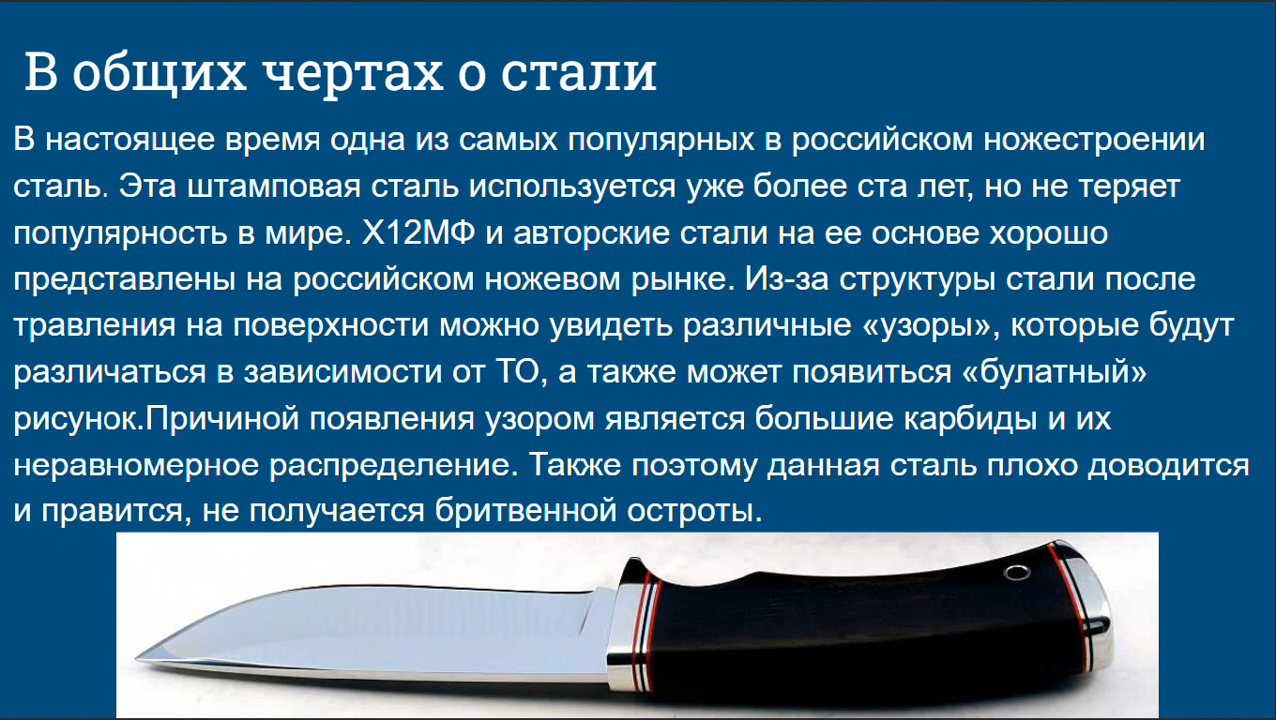 В общих чертах о стали
В настоящее время одна из самых популярных в российском ножестроении
сталь. Эта штамповая сталь используется уже более ста лет, но не теряет
популярность в мире. Х12МФ и авторские стали на ее основе хорошо
представлены на российском ножевом рынке. Из-за структуры стали после
травления на поверхности можно увидеть различные «узоры», которые будут
различаться в зависимости от ТО, а также может появиться «булатный»
рисунок.Причиной появления узором является большие карбиды и их
неравномерное распределение. Также поэтому данная сталь плохо доводится
и правится, не получается бритвенной остроты.